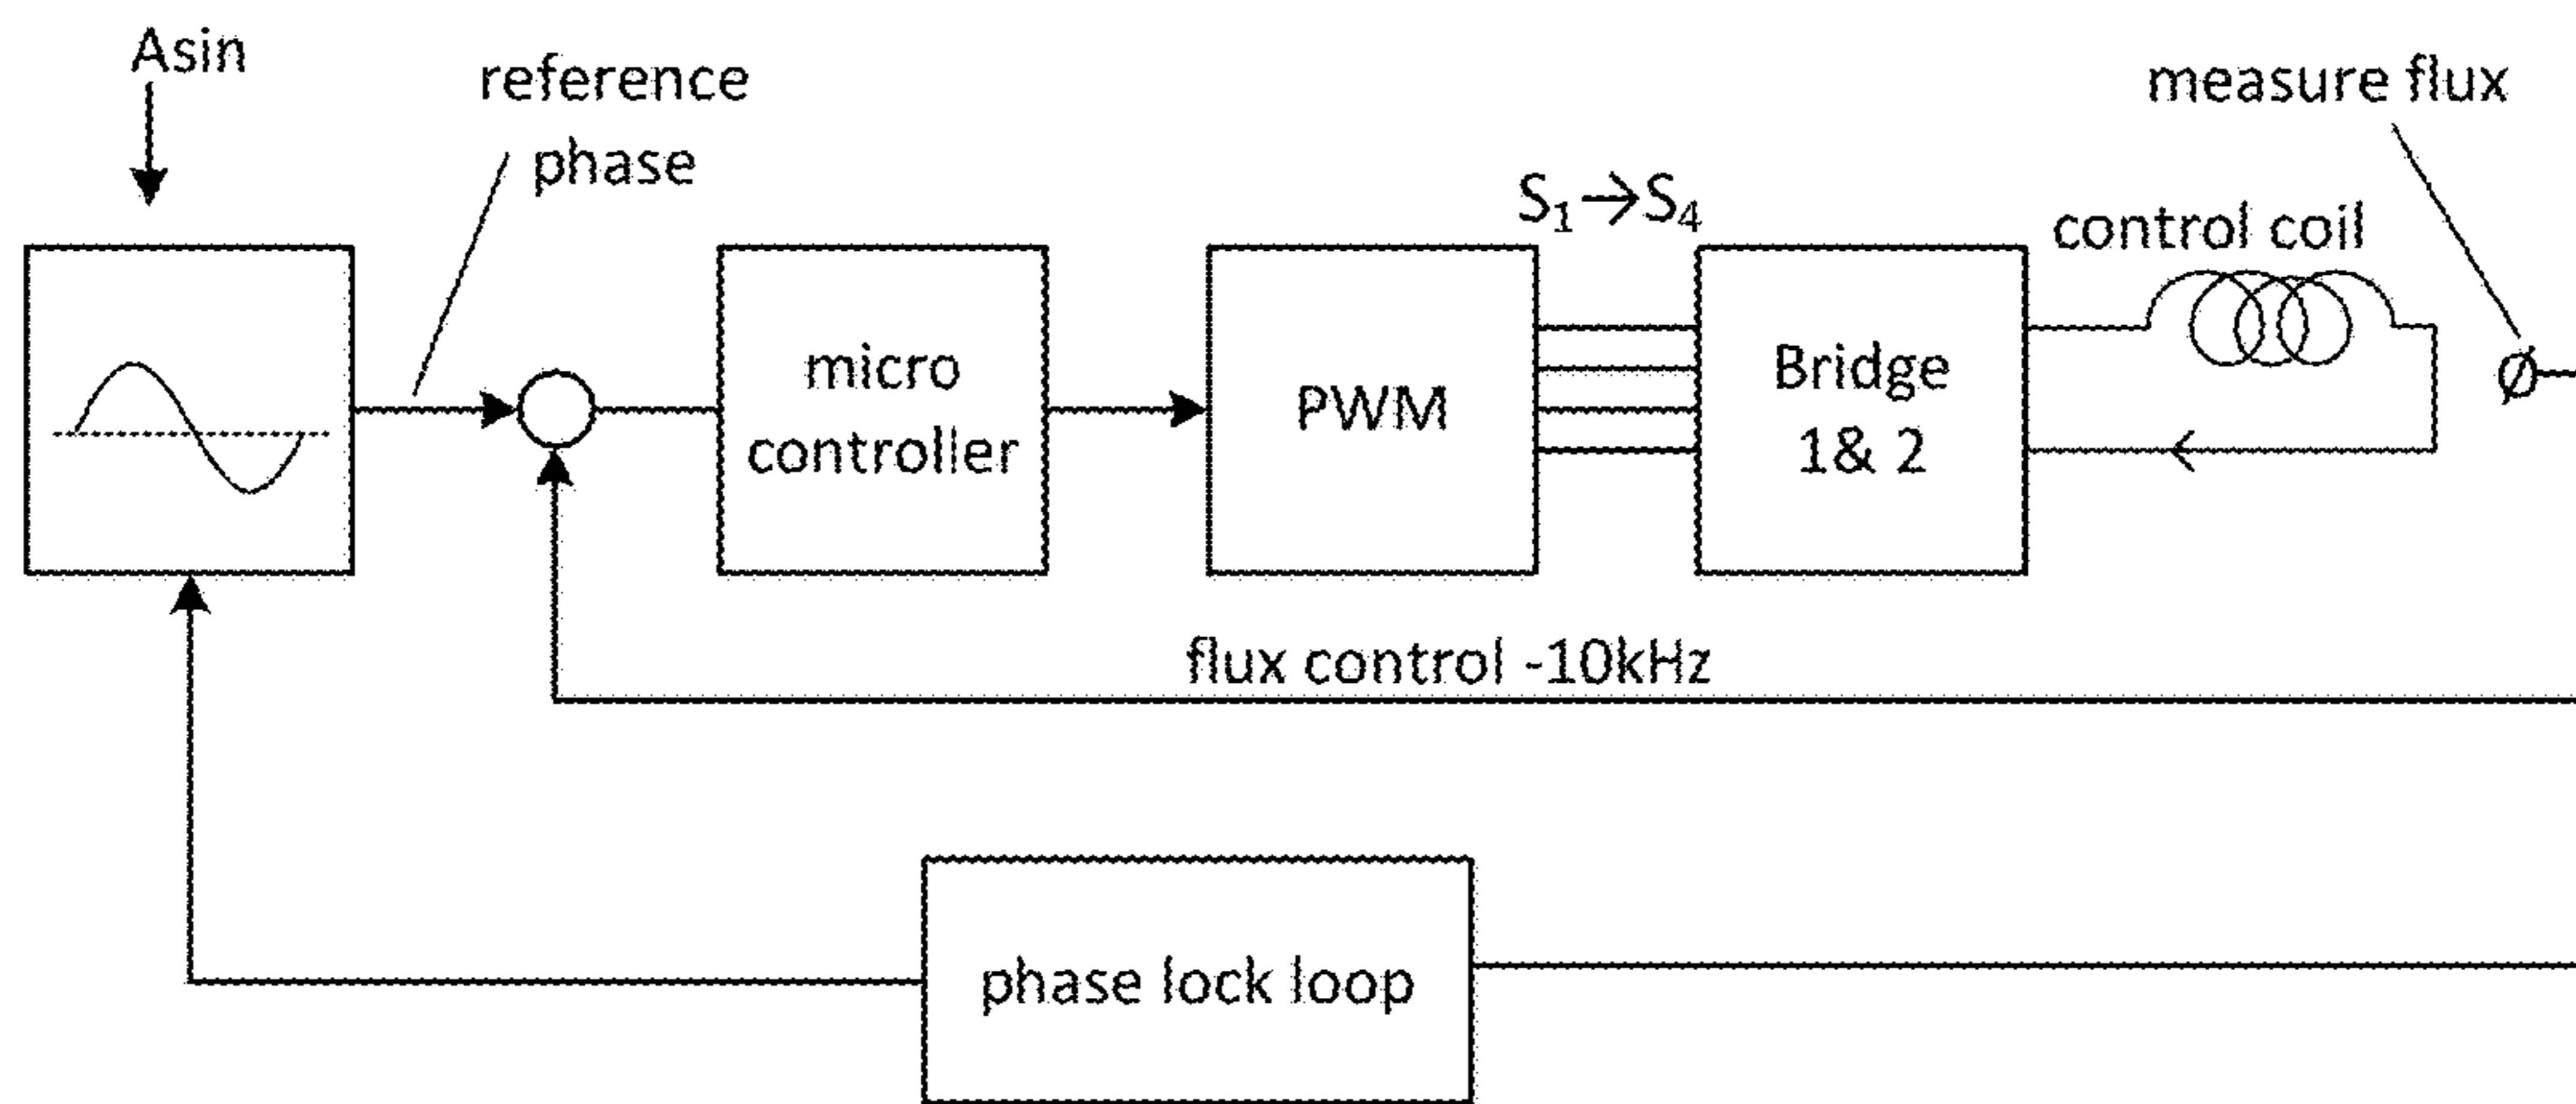 Asin
reference
phase
measure flux
S₁→S₄
control coil
micro
controller
PWM
Bridge
1& 2
Ø
flux control -10kHz
phase lock loop